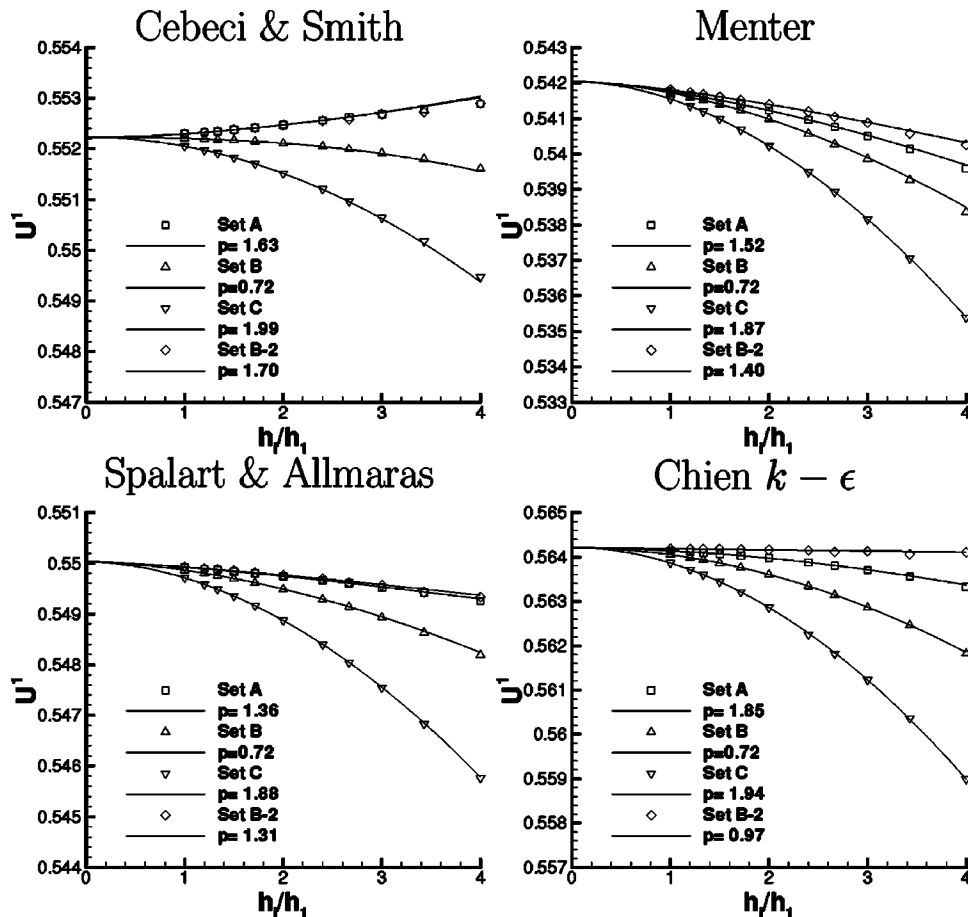 Cebeci & Smith
0.554
0.553
0.552
0.551
0.55
0.549
0.548
0.547
U¹
Set A
p= 1.63
Set B
p=0.72
Set C
p= 1.99
Set B-2
p= 1.70
0 1 2 3 4
hᵢ/h₁
Menter
0.543
0.542
0.541
0.54
0.539
0.538
0.537
0.536
0.535
0.534
0.533
U¹
Set A
p= 1.52
Set B
p=0.72
Set C
p= 1.87
Set B-2
p= 1.40
0 1 2 3 4
hᵢ/h₁
Spalart & Allmaras
0.551
0.55
0.549
0.548
0.547
0.546
0.545
0.544
U¹
Set A
p= 1.36
Set B
p=0.72
Set C
p= 1.88
Set B-2
p= 1.31
0 1 2 3 4
hᵢ/h₁
Chien k − ϵ
0.565
0.564
0.563
0.562
0.561
0.56
0.559
0.558
0.557
U¹
Set A
p= 1.85
Set B
p=0.72
Set C
p= 1.94
Set B-2
p= 0.97
0 1 2 3 4
hᵢ/h₁